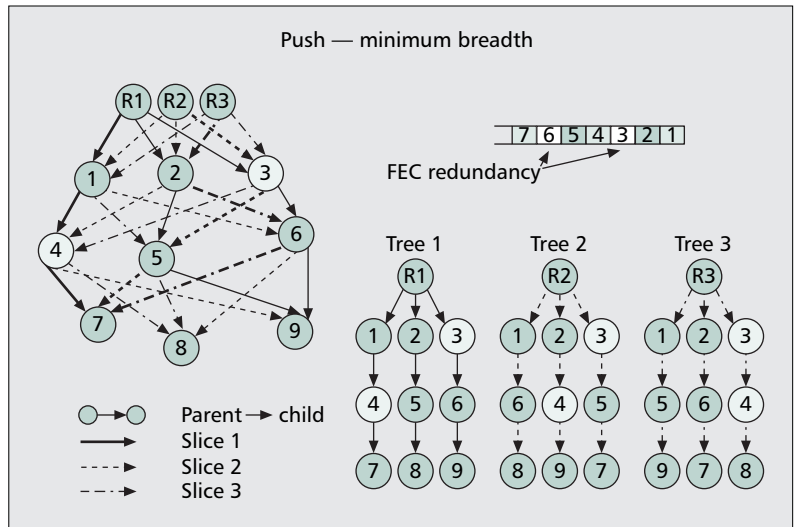 Push — minimum breadth
R1 R2 R3
7 6 5 4 3 2 1
FEC redundancy
1 2 3
4 5 6
7 8 9
Tree 1 Tree 2 Tree 3
R1 R2 R3
1 2 3 1 2 3 1 2 3
4 5 6 6 4 5 5 6 4
7 8 9 8 9 7 9 7 8
Parent child
Slice 1
Slice 2
Slice 3